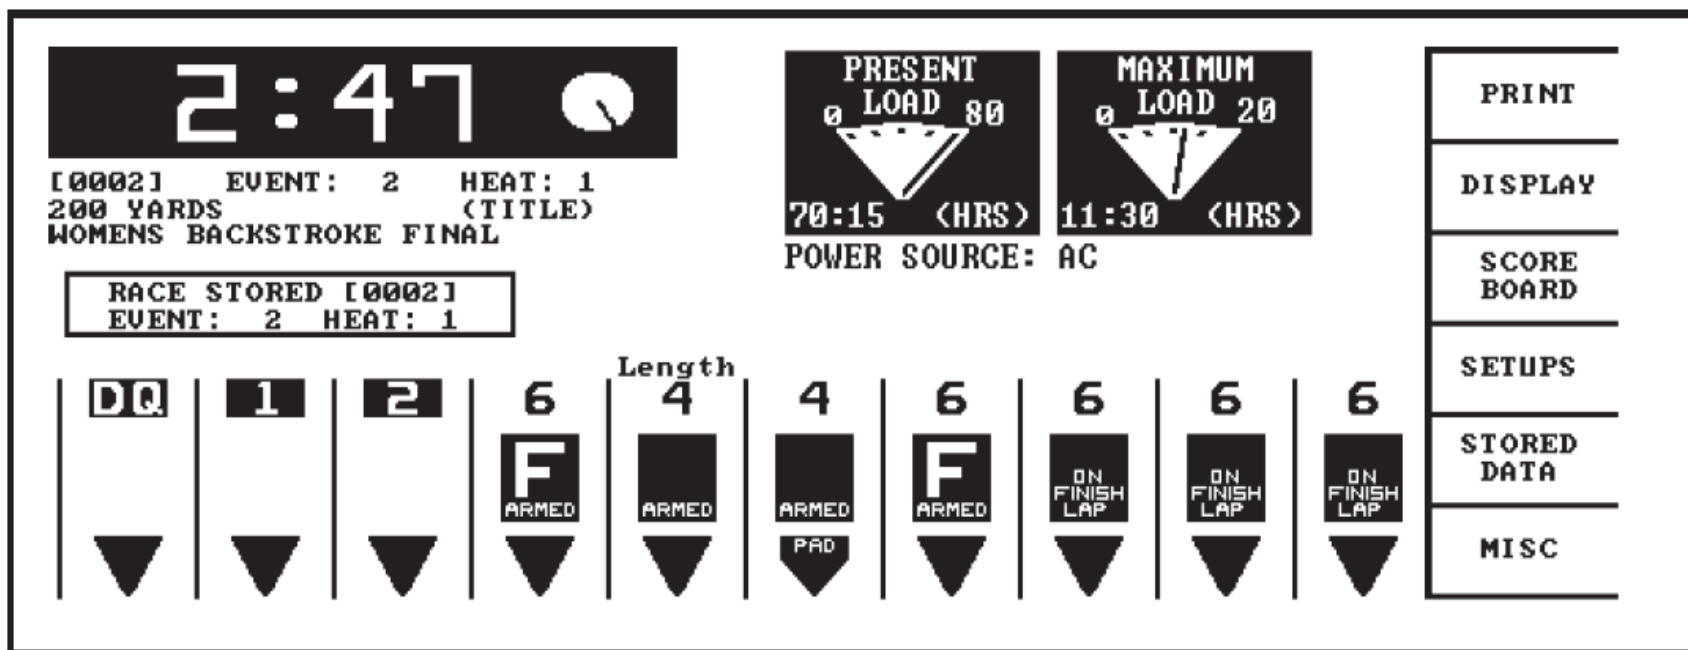 2:47
[0002] EVENT: 2 HEAT: 1
200 YARDS (TITLE)
WOMENS BACKSTROKE FINAL
RACE STORED [0002]
EVENT: 2 HEAT: 1
PRESENT
LOAD
0 80
70:15 (HRS)
MAXIMUM
LOAD
0 20
11:30 (HRS)
POWER SOURCE: AC
Length
DQ 1 2 6 4 4 6 6 6 6
F
ARMED
ARMED
ARMED
PAD
F
ARMED
ON
FINISH
LAP
ON
FINISH
LAP
ON
FINISH
LAP
PRINT
DISPLAY
SCORE
BOARD
SETUPS
STORED
DATA
MISC